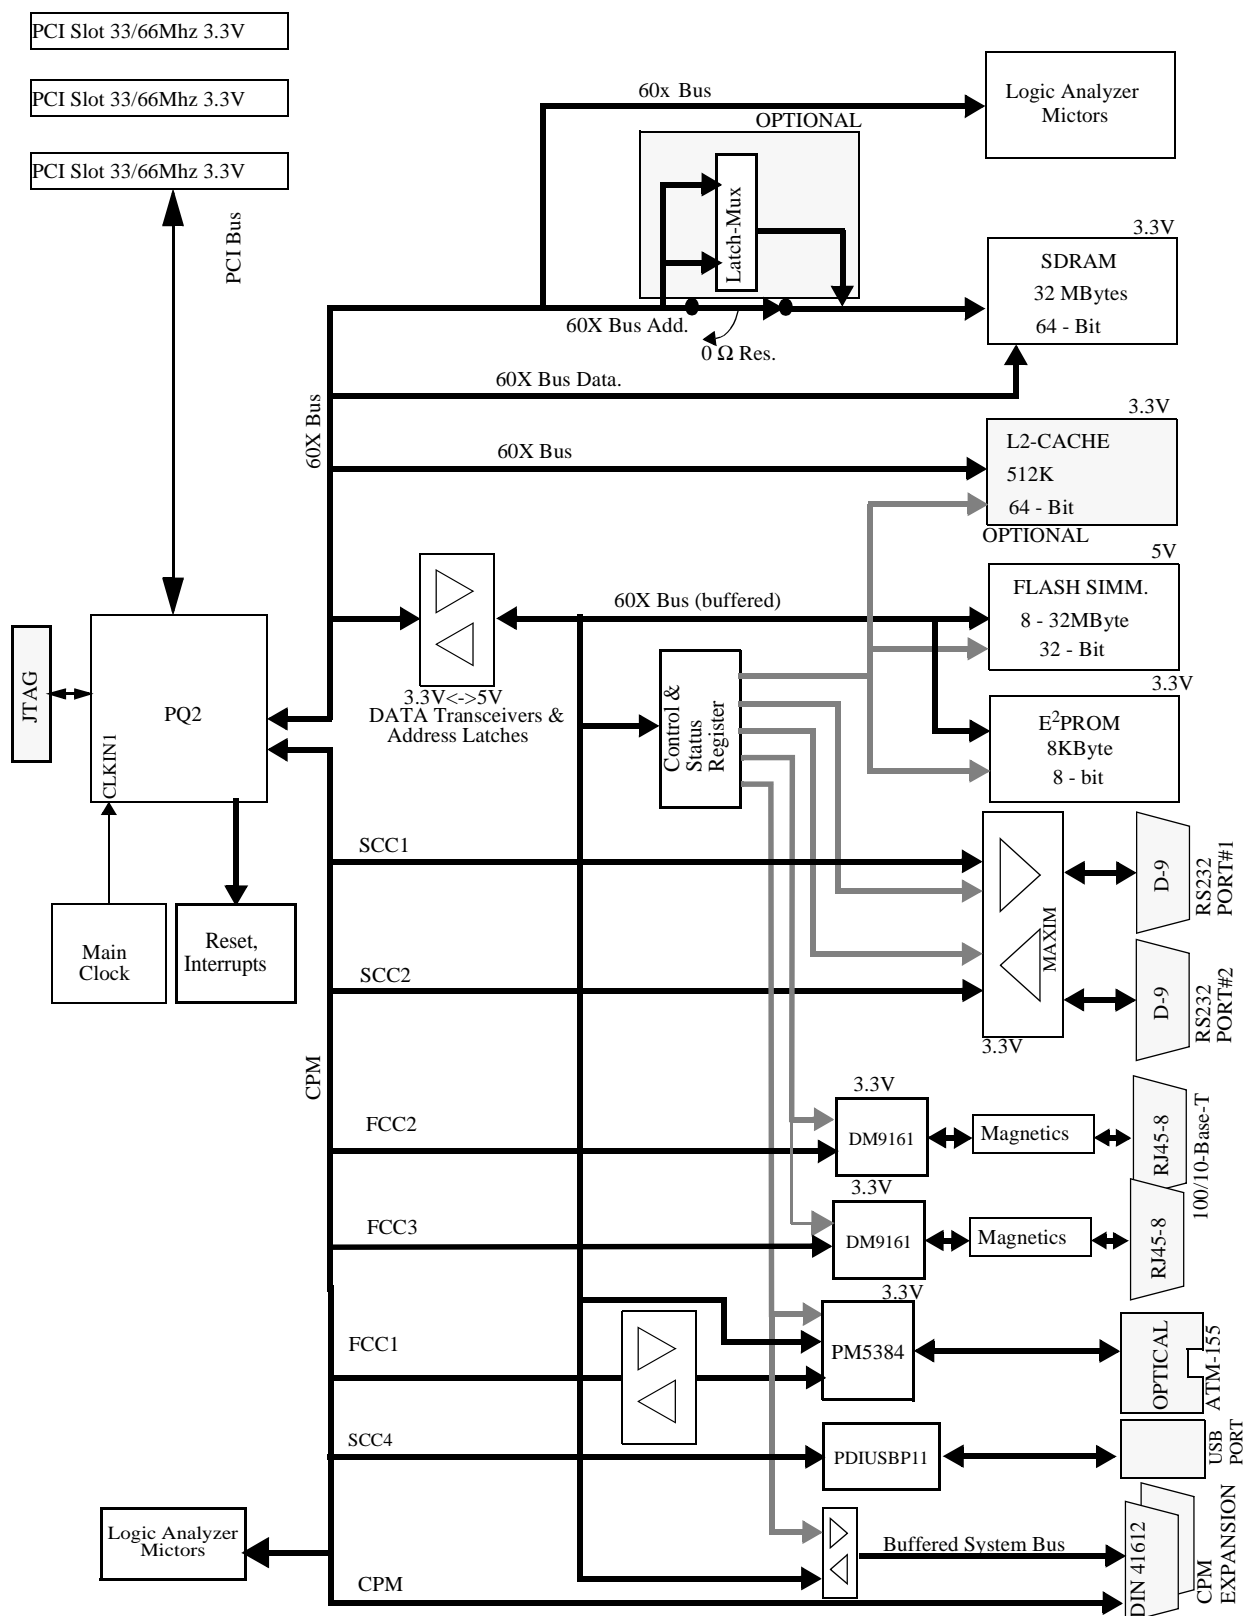 PCI Slot 33/66Mhz 3.3V
PCI Slot 33/66Mhz 3.3V
PCI Slot 33/66Mhz 3.3V
PCI Bus
60x Bus
Logic Analyzer
Mictors
OPTIONAL
Latch-Mux
3.3V
SDRAM
32 MBytes
64 - Bit
60X Bus Add.
0 Ω Res.
60X Bus Data.
60X Bus
60X Bus
3.3V
L2-CACHE
512K
64 - Bit
OPTIONAL
5V
FLASH SIMM.
8 - 32MByte
32 - Bit
60X Bus (buffered)
3.3V<->5V
DATA Transceivers &
Address Latches
Control &
Status
Register
3.3V
E²PROM
8KByte
8 - bit
JTAG
PQ2
CLKIN1
Main
Clock
Reset,
Interrupts
SCC1
SCC2
MAXIM
3.3V
D-9
RS232
PORT#1
D-9
RS232
PORT#2
CPM
FCC2
3.3V
DM9161
Magnetics
RJ45-8
100/10-Base-T
FCC3
3.3V
DM9161
Magnetics
RJ45-8
FCC1
3.3V
PM5384
OPTICAL
ATM-155
SCC4
PDIUSBP11
USB
PORT
Logic Analyzer
Mictors
Buffered System Bus
CPM
DIN 41612
CPM
EXPANSION